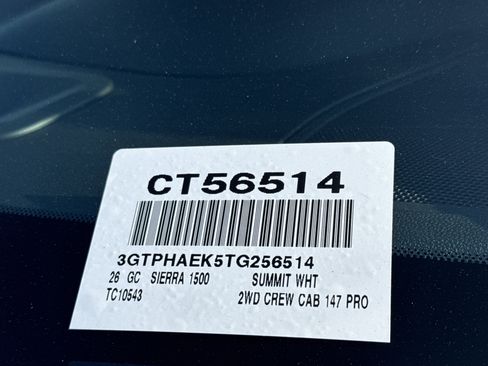 CT56514
3GTPHAEK5TG256514
26 GC SIERRA 1500 SUMMIT WHT
TC10543 2WD CREW CAB 147 PRO